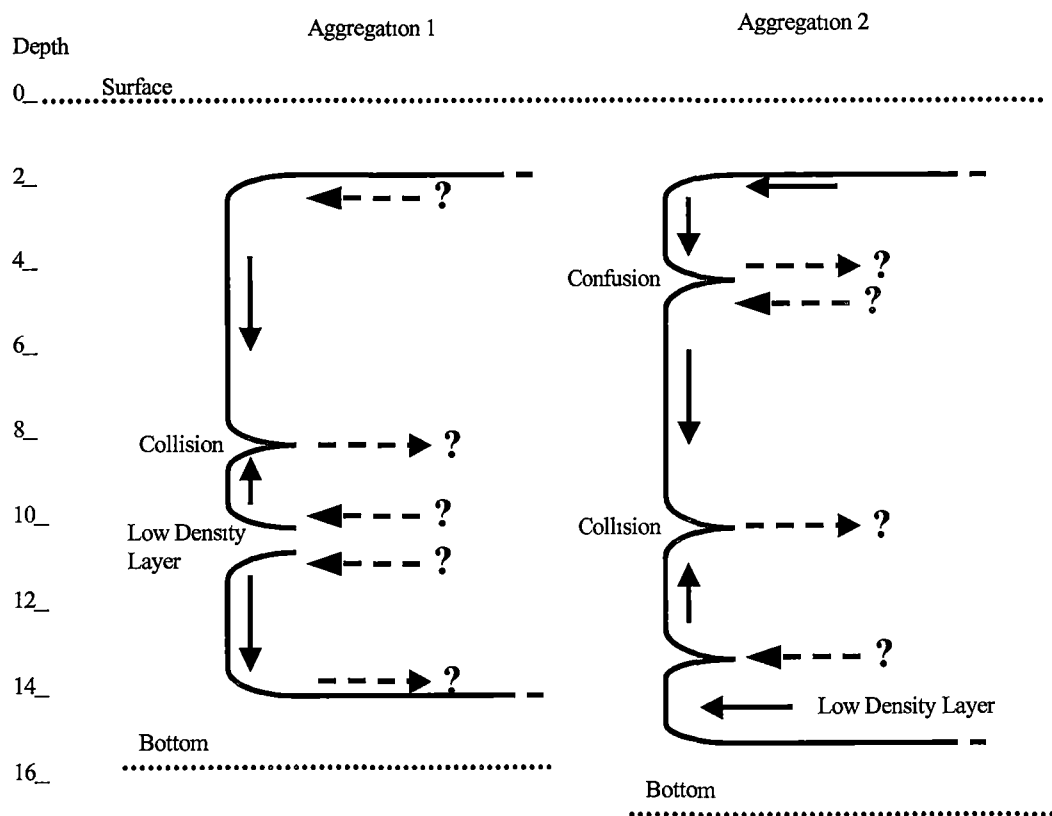 Aggregation 1
Aggregation 2
Depth
Surface
0_
2_
?
4_
Confusion
?
?
6_
8_
Collision
?
10_
?
Low Density
Layer
?
Collision
?
12_
?
14_
?
Low Density Layer
Bottom
16_
Bottom